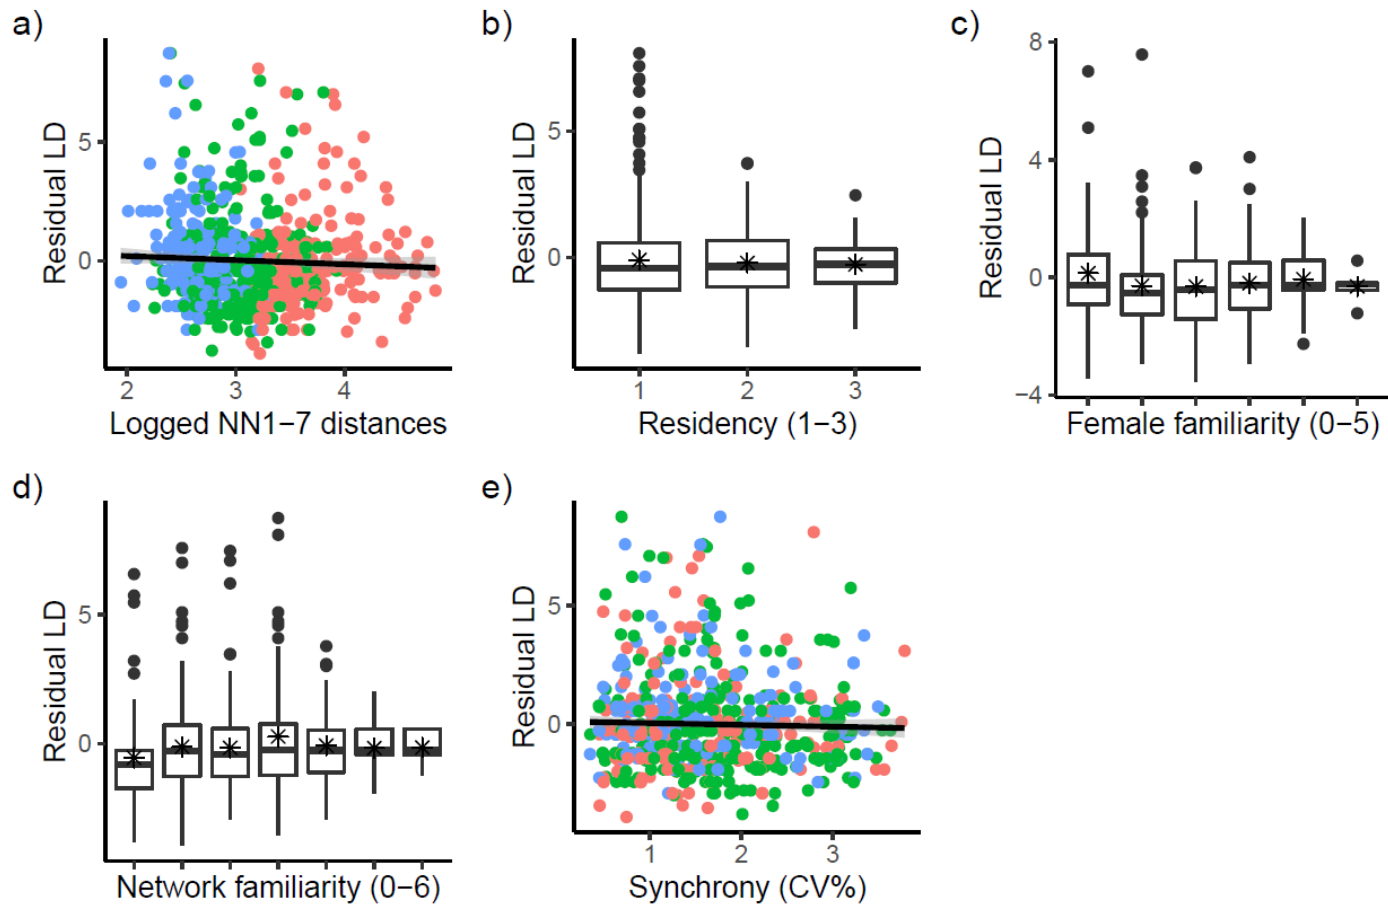 a)
Residual LD
5
0
2
3
4
Logged NN1−7 distances
b)
Residual LD
5
0
1
2
3
Residency (1−3)
c)
Residual LD
8
4
0
−4
Female familiarity (0−5)
d)
Residual LD
5
0
Network familiarity (0−6)
e)
Residual LD
5
0
1
2
3
Synchrony (CV%)